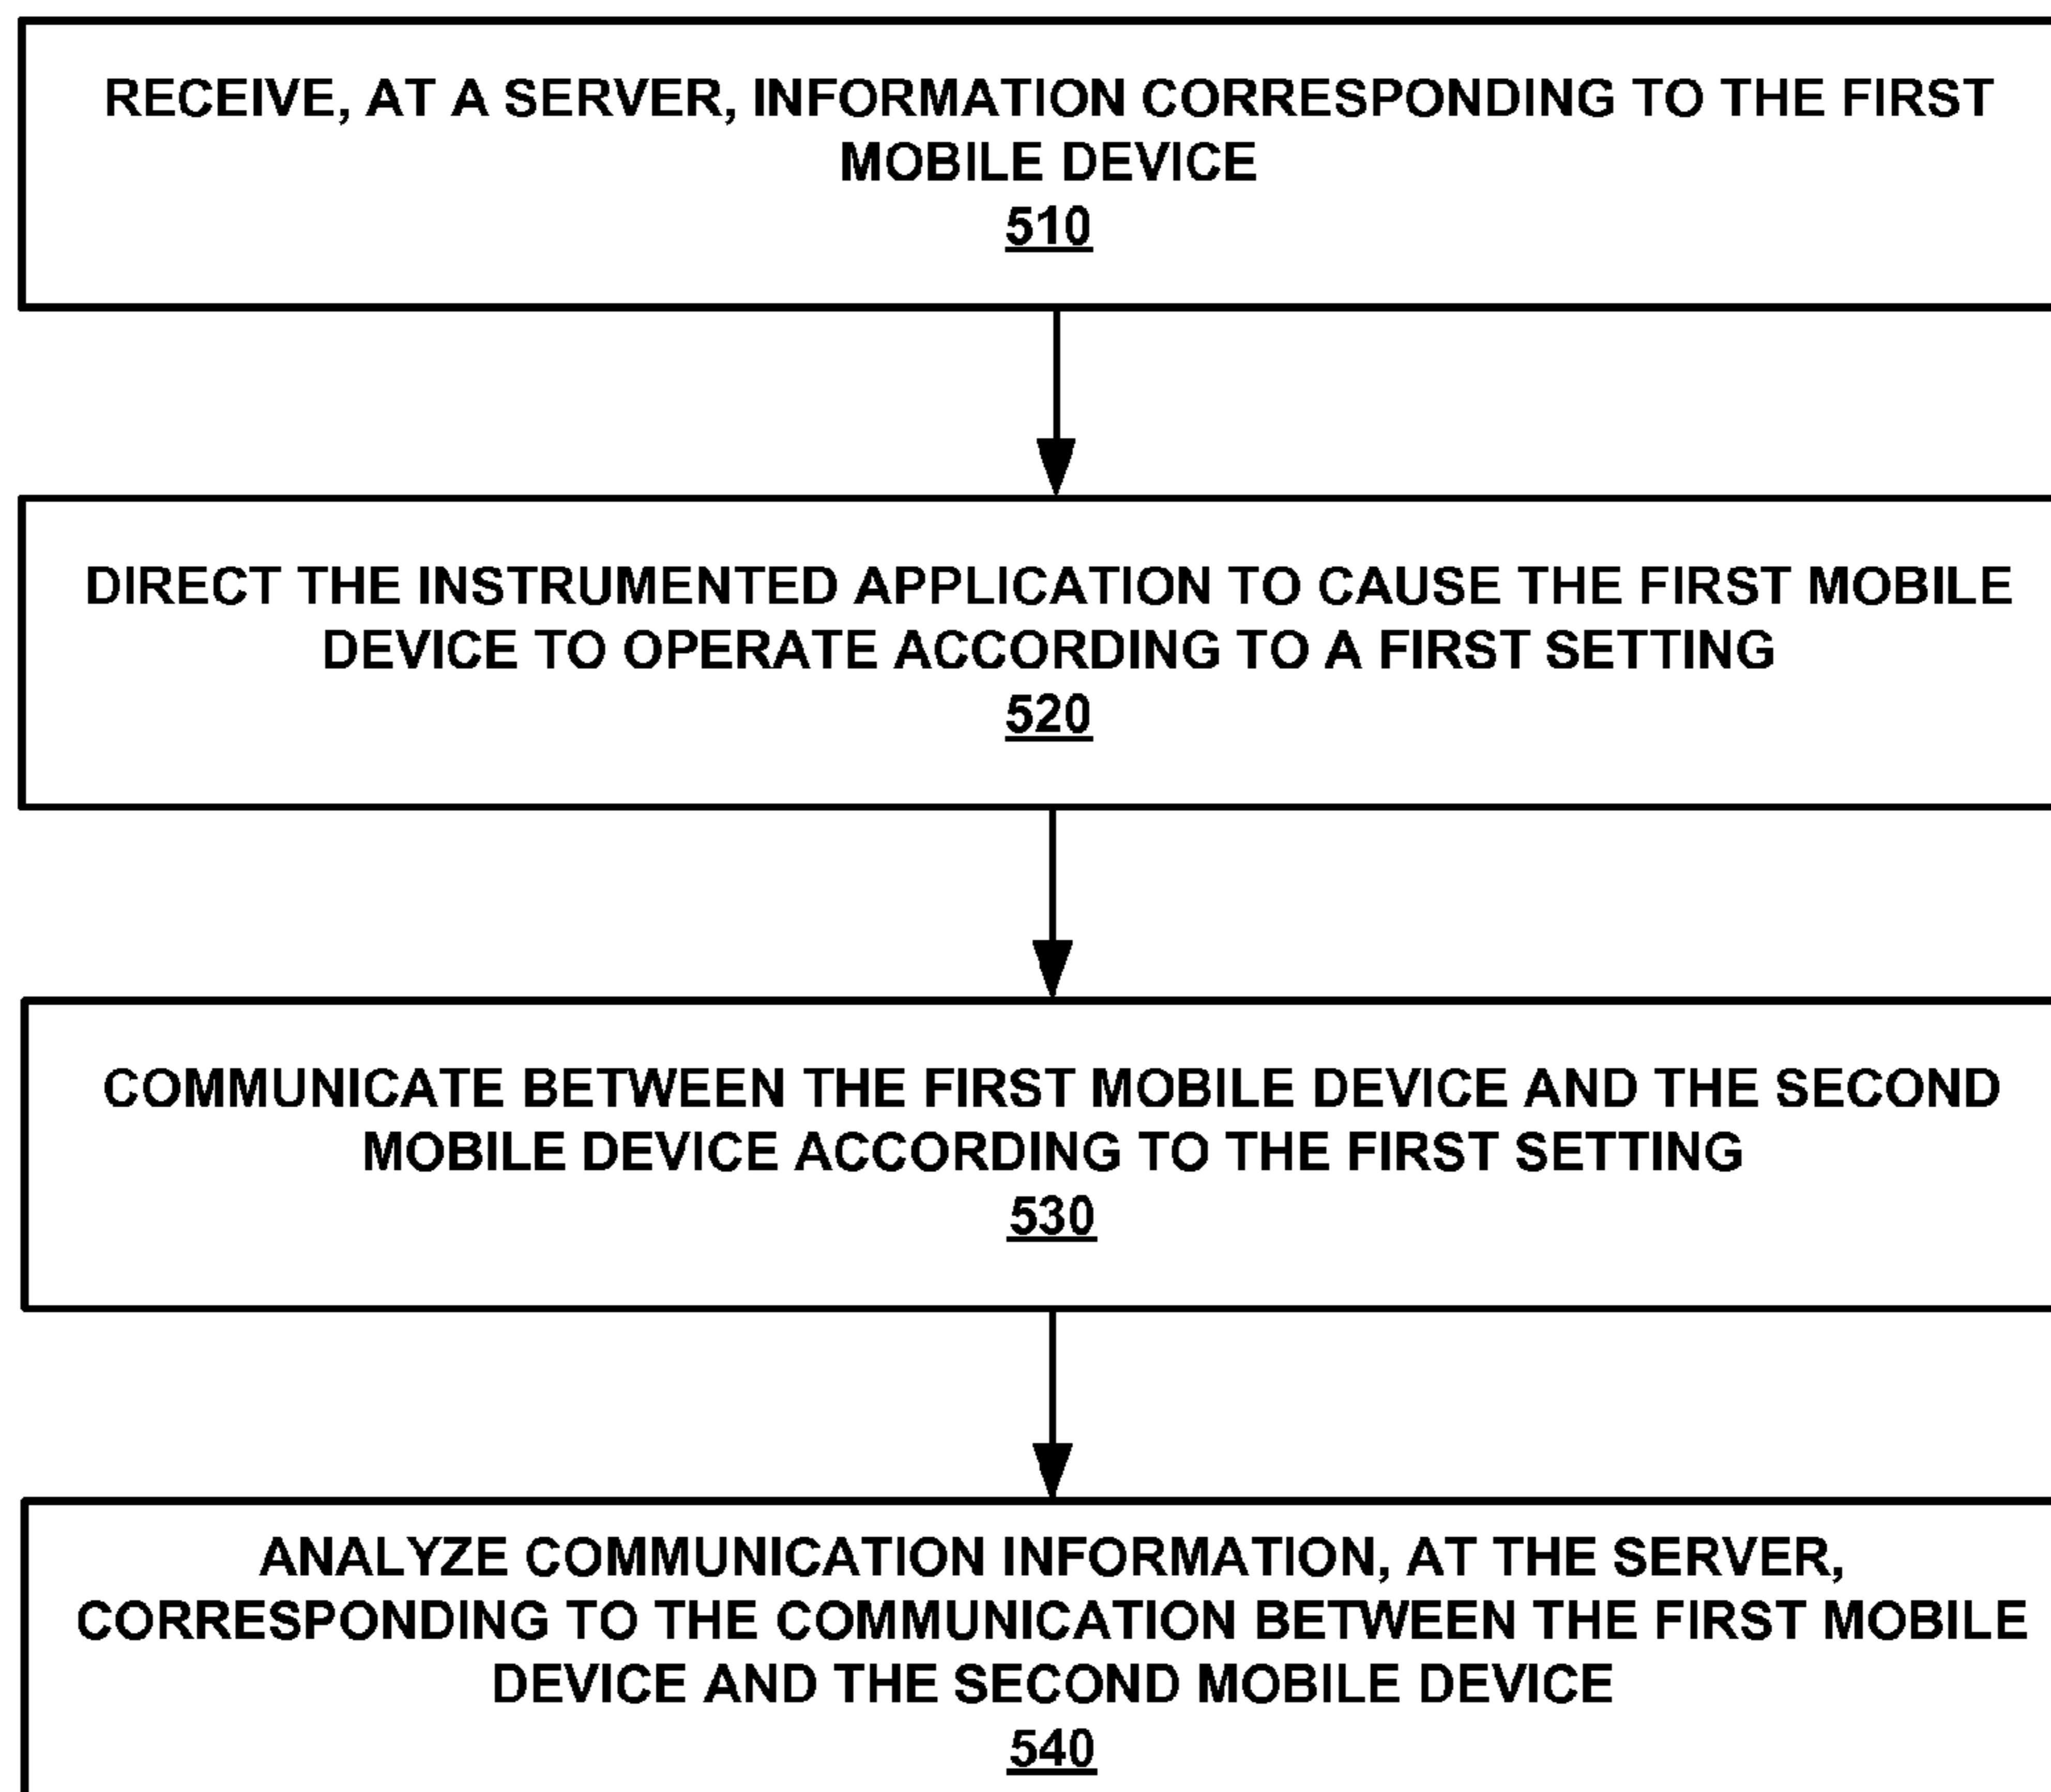 RECEIVE, AT A SERVER, INFORMATION CORRESPONDING TO THE FIRST
MOBILE DEVICE
510
DIRECT THE INSTRUMENTED APPLICATION TO CAUSE THE FIRST MOBILE
DEVICE TO OPERATE ACCORDING TO A FIRST SETTING
520
COMMUNICATE BETWEEN THE FIRST MOBILE DEVICE AND THE SECOND
MOBILE DEVICE ACCORDING TO THE FIRST SETTING
530
ANALYZE COMMUNICATION INFORMATION, AT THE SERVER,
CORRESPONDING TO THE COMMUNICATION BETWEEN THE FIRST MOBILE
DEVICE AND THE SECOND MOBILE DEVICE
540